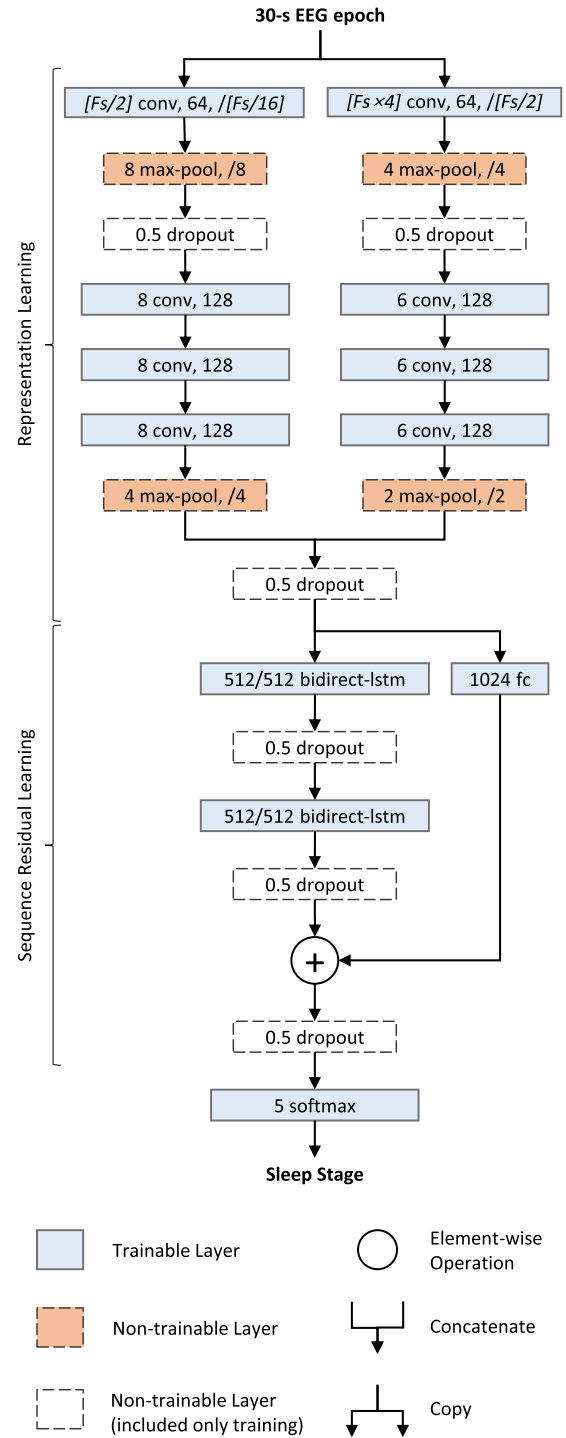 30-s EEG epoch
[Fs/2] conv, 64, /[Fs/16]
[Fs×4] conv, 64, /[Fs/2]
8 max-pool, /8
4 max-pool, /4
0.5 dropout
0.5 dropout
8 conv, 128
6 conv, 128
8 conv, 128
6 conv, 128
8 conv, 128
6 conv, 128
4 max-pool, /4
2 max-pool, /2
Representation Learning
0.5 dropout
512/512 bidirect-lstm
1024 fc
0.5 dropout
512/512 bidirect-lstm
0.5 dropout
+
0.5 dropout
Sequence Residual Learning
5 softmax
Sleep Stage
Trainable Layer
Element-wise
Operation
Non-trainable Layer
Concatenate
Non-trainable Layer
(included only training)
Copy